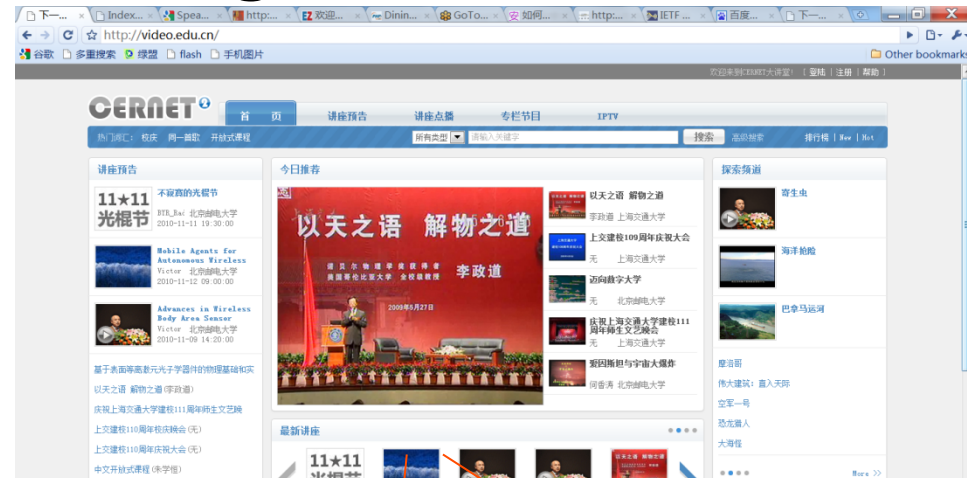 下一...
Index...
Spea...
http:...
欢迎...
Dinin...
GoTo...
如何...
http:...
IETF ...
百度...
下一...
http://video.edu.cn/
谷歌
多重搜索
绿盟
flash
手机图片
Other bookmarks
欢迎来到CERNET大讲堂! | 登陆 | 注册 | 帮助 |
CERNET
首 页
讲座预告
讲座点播
专栏节目
IPTV
热门词汇: 校庆 周一首歌 开放式课程
所有类型
请输入关键字
搜索
高级搜索
排行榜 | New | Hot
讲座预告
11★11
光棍节
不寂寞的光棍节
BTR_Rai 北京邮电大学
2010-11-11 19:30:00
Mobile Agents for
Autonomous Wireless
Victor 北京邮电大学
2010-11-12 09:00:00
Advances in Wireless
Body Area Sensor
Victor 北京邮电大学
2010-11-09 14:20:00
基于表面等离激元光子学器件的物理基础和实
以天之语 解物之道(李政道)
庆祝上海交通大学建校111周年师生文艺晚
上交建校110周年校庆晚会(无)
上交建校110周年庆祝大会(无)
中文开放式课程(朱学恒)
今日推荐
以天之语 解物之道
诺贝尔物理学奖获得者
美国哥伦比亚大学 全校级教授
李政道
2009年5月27日
以天之语 解物之道
李政道 上海交通大学
上交建校109周年庆祝大会
无 上海交通大学
迈向数字大学
无 北京邮电大学
庆祝上海交通大学建校111
周年师生文艺晚会
无 上海交通大学
爱因斯坦与宇宙大爆炸
何香涛 北京邮电大学
最新讲座
11★11
光棍节
探索频道
寄生虫
海洋抢险
巴拿马运河
摩洛哥
伟大建筑: 直入天际
空军一号
恐龙猎人
大海怪
More >>